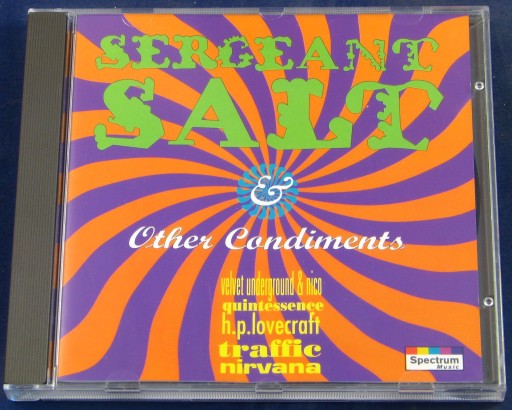 SERGEANT
SALT
&
Other Condiments
velvet underground & nico
quintessence
h.p.lovecraft
traffic
nirvana
Spectrum
Music